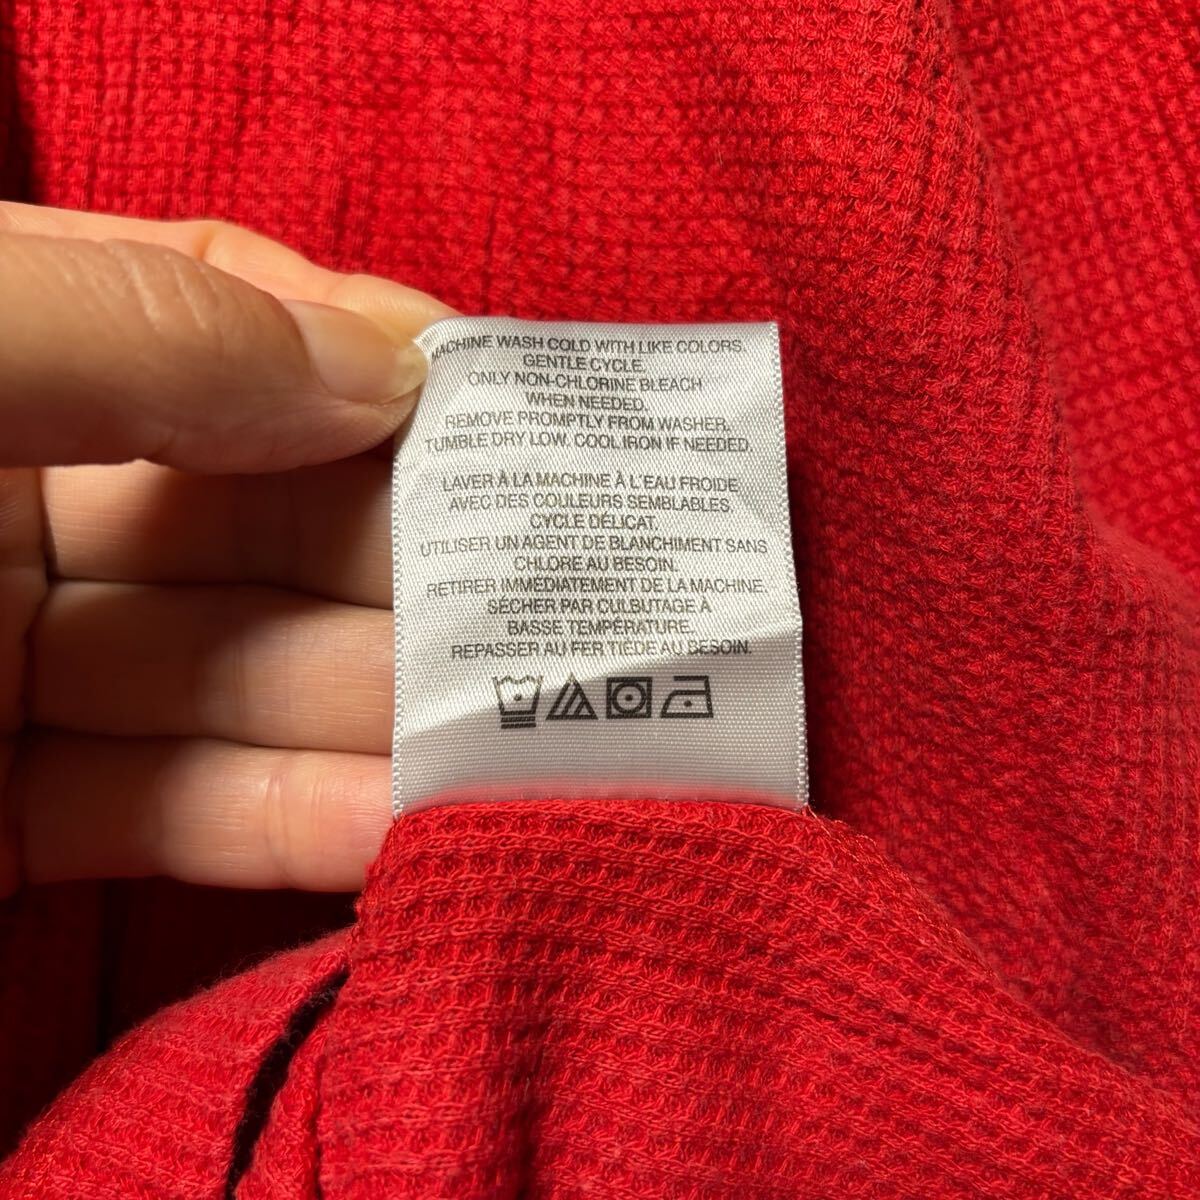 MACHINE WASH COLD WITH LIKE COLORS.
GENTLE CYCLE.
ONLY NON-CHLORINE BLEACH
WHEN NEEDED.
REMOVE PROMPTLY FROM WASHER.
TUMBLE DRY LOW. COOL IRON IF NEEDED.
LAVER À LA MACHINE À L'EAU FROIDE
AVEC DES COULEURS SEMBLABLES.
CYCLE DÉLICAT.
UTILISER UN AGENT DE BLANCHIMENT SANS
CHLORE AU BESOIN.
RETIRER IMMEDIATEMENT DE LA MACHINE.
SÉCHER PAR CULBUTAGE À
BASSE TEMPÉRATURE.
REPASSER AU FER TIÈDE AU BESOIN.